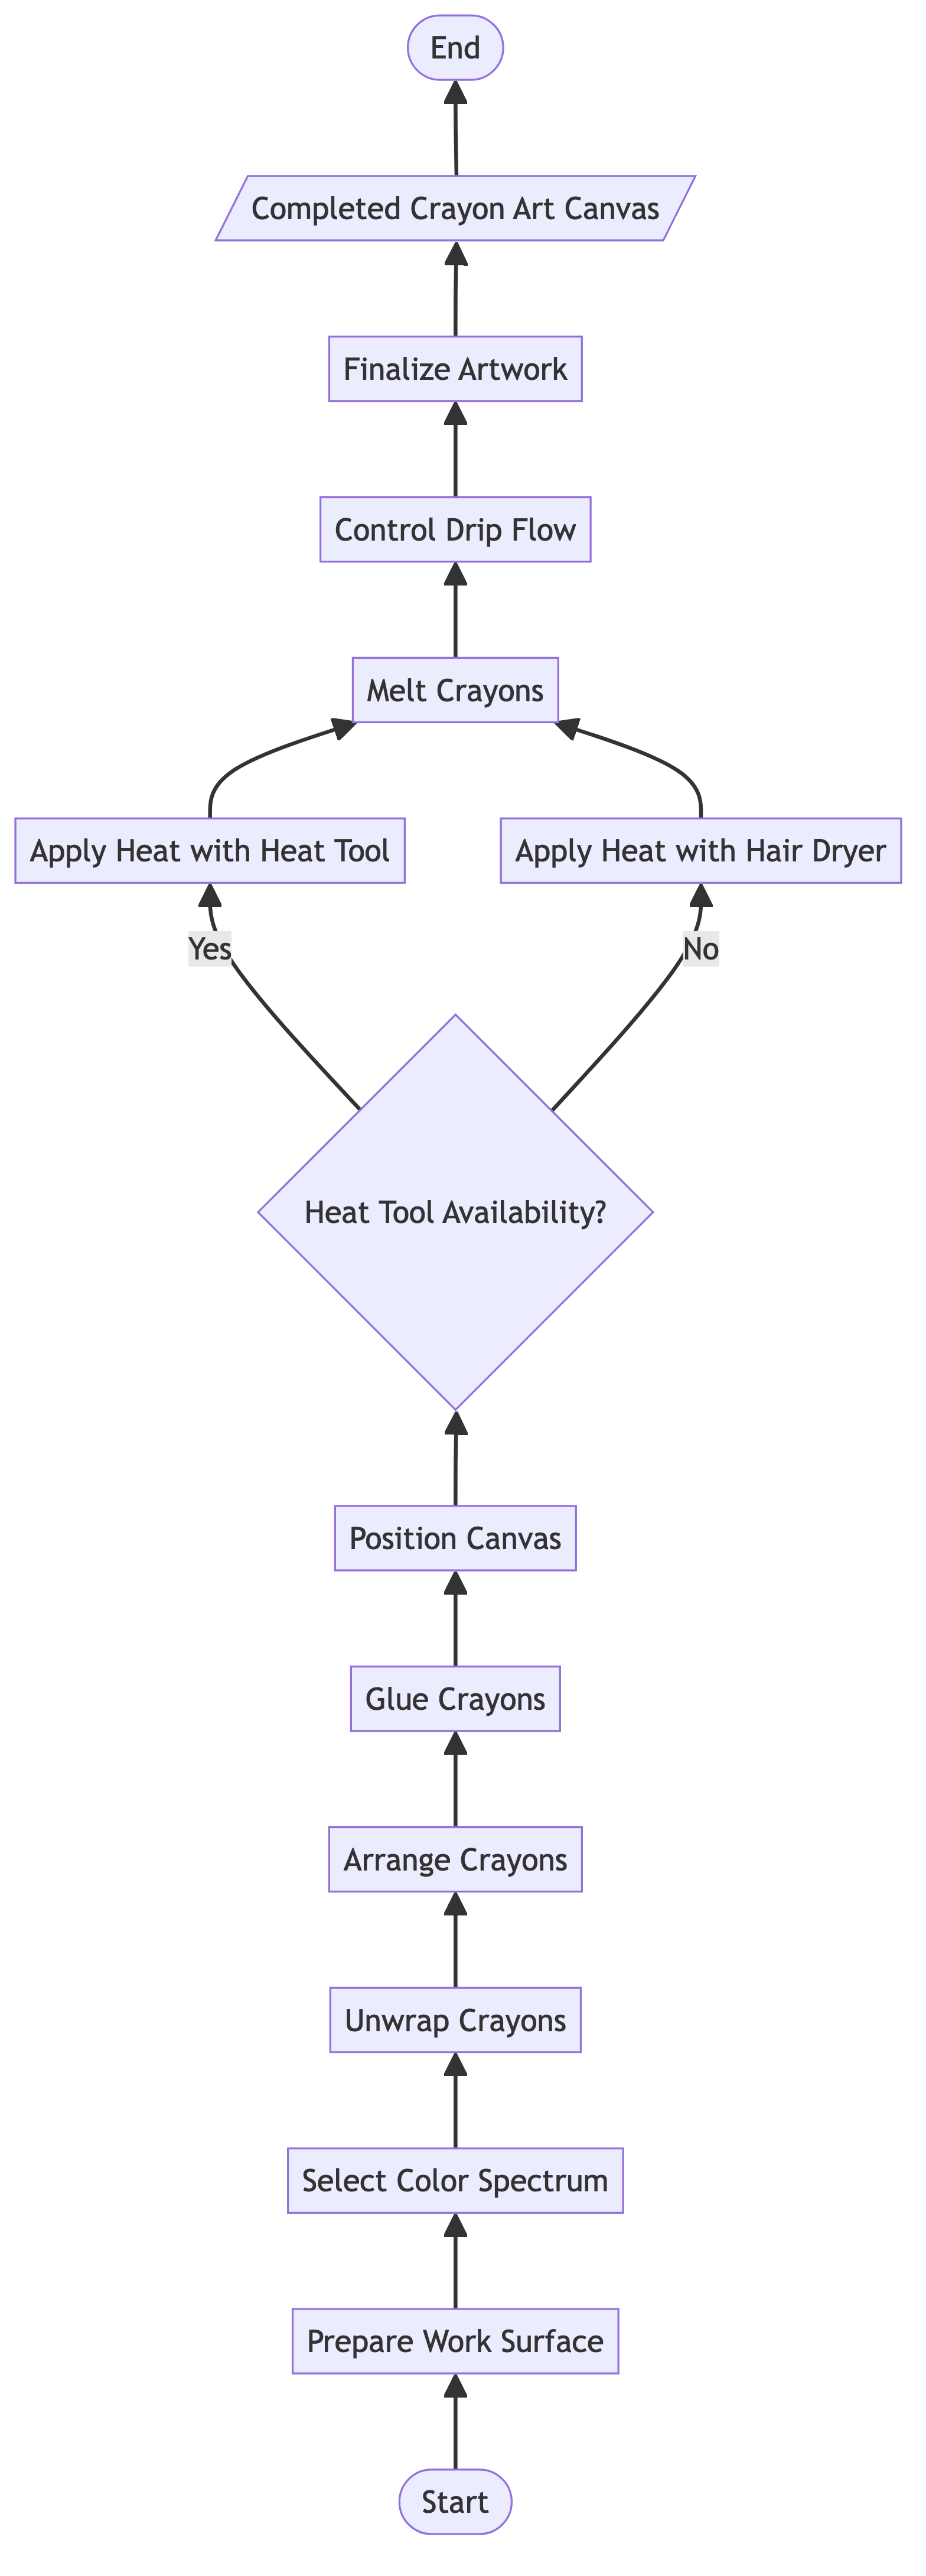 End
Completed Crayon Art Canvas
Finalize Artwork
Control Drip Flow
Melt Crayons
Apply Heat with Heat Tool
Apply Heat with Hair Dryer
Yes
No
Heat Tool Availability?
Position Canvas
Glue Crayons
Arrange Crayons
Unwrap Crayons
Select Color Spectrum
Prepare Work Surface
Start